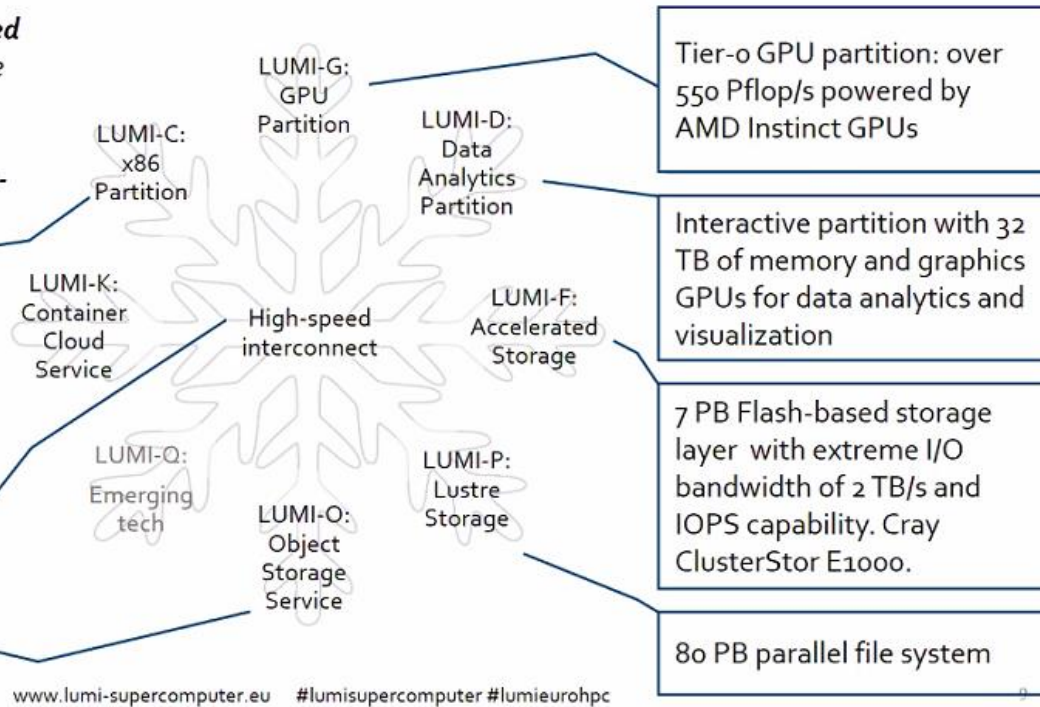 ed
e
-
LUMI-G:
GPU
Partition
LUMI-C:
x86
Partition
LUMI-D:
Data
Analytics
Partition
LUMI-K:
Container
Cloud
Service
High-speed
interconnect
LUMI-F:
Accelerated
Storage
LUMI-Q:
Emerging
tech
LUMI-O:
Object
Storage
Service
LUMI-P:
Lustre
Storage
Tier-0 GPU partition: over
550 Pflop/s powered by
AMD Instinct GPUs
Interactive partition with 32
TB of memory and graphics
GPUs for data analytics and
visualization
7 PB Flash-based storage
layer with extreme I/O
bandwidth of 2 TB/s and
IOPS capability. Cray
ClusterStor E1000.
80 PB parallel file system
www.lumi-supercomputer.eu #lumisupercomputer #lumieurohpc
9